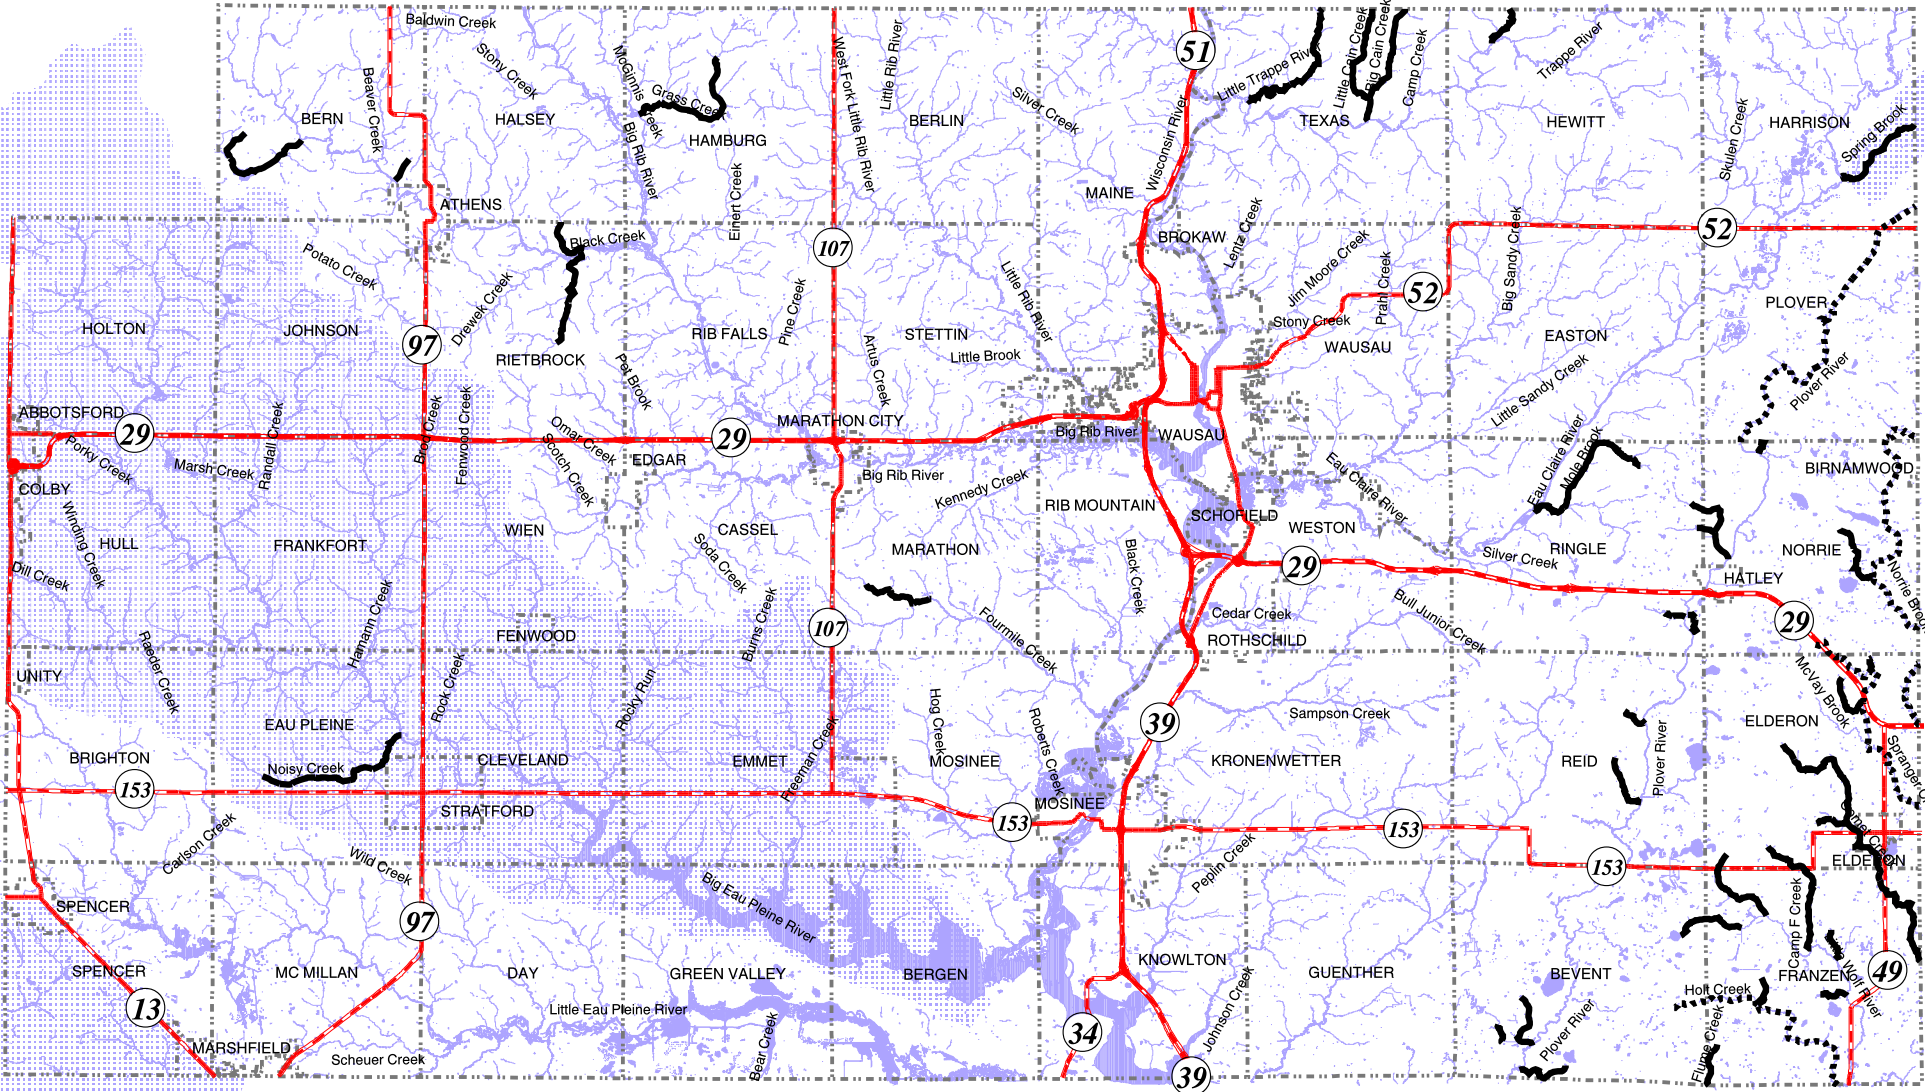 Baldwin Creek
Stony Creek
McGinnis Creek
Grass Creek
West Fork Little Rib River
Little Rib River
Silver Creek
51
Little Trappe River
Little Cain Creek
Big Cain Creek
Camp Creek
Trappe River
Beaver Creek
BERN
HALSEY
HAMBURG
BERLIN
TEXAS
HEWITT
HARRISON
Skulen Creek
Spring Brook
Wisconsin River
Big Rib River
Einert Creek
MAINE
ATHENS
BROKAW
Lentz Creek
Black Creek
107
52
Potato Creek
Jim Moore Creek
Prahl Creek
Big Sandy Creek
52
PLOVER
Drewek Creek
Pine Creek
Little Rib River
HOLTON
JOHNSON
97
RIETBROCK
RIB FALLS
STETTIN
Little Brook
Artus Creek
Stony Creek
WAUSAU
EASTON
Little Sandy Creek
Plover River
Pet Brook
ABBOTSFORD
29
Randall Creek
Brod Creek
Fenwood Creek
Omar Creek
Scotch Creek
EDGAR
29
MARATHON CITY
Big Rib River
WAUSAU
Porky Creek
Marsh Creek
Big Rib River
Kennedy Creek
Eau Claire River
Eau Claire River
Mole Brook
BIRNAMWOOD
COLBY
Winding Creek
HULL
FRANKFORT
WIEN
CASSEL
Soda Creek
MARATHON
RIB MOUNTAIN
SCHOFIELD
WESTON
RINGLE
NORRIE
Silver Creek
Dill Creek
Black Creek
29
HATLEY
Norrie Brook
Hamann Creek
FENWOOD
Burns Creek
107
Fourmile Creek
Cedar Creek
ROTHSCHILD
Bull Junior Creek
29
Raeder Creek
UNITY
Rock Creek
Rocky Run
McVay Brook
EAU PLEINE
Hog Creek
Roberts Creek
39
Sampson Creek
ELDERON
BRIGHTON
Noisy Creek
CLEVELAND
EMMET
Freeman Creek
MOSINEE
KRONENWETTER
REID
Plover River
153
STRATFORD
MOSINEE
153
153
153
ELDERON
Carlson Creek
Wild Creek
Peplin Creek
SPENCER
97
Big Eau Pleine River
Camp F Creek
SPENCER
MC MILLAN
DAY
GREEN VALLEY
BERGEN
KNOWLTON
GUENTHER
BEVENT
FRANZEN
49
13
Little Eau Pleine River
Johnson Creek
Holt Creek
34
MARSHFIELD
Scheuer Creek
Bear Creek
39
Plover River
Flume Creek